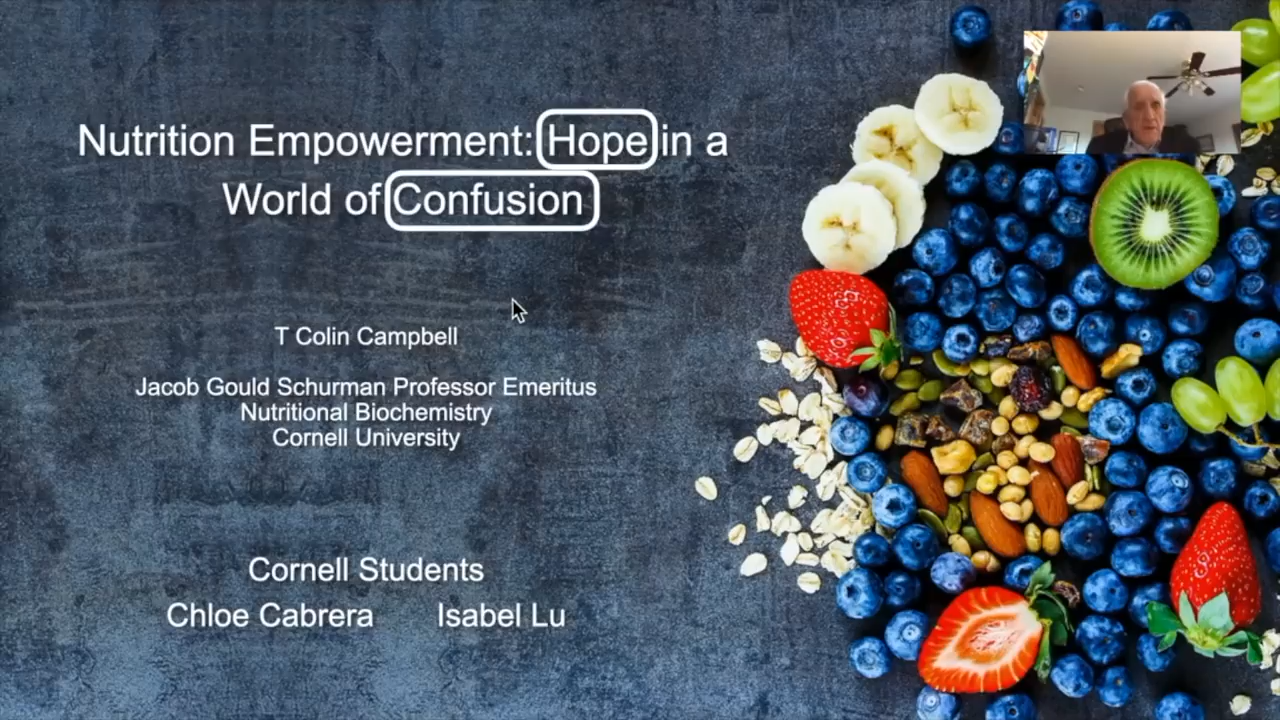 Nutrition Empowerment: Hope in a
World of Confusion
T Colin Campbell
Jacob Gould Schurman Professor Emeritus
Nutritional Biochemistry
Cornell University
Cornell Students
Chloe Cabrera Isabel Lu